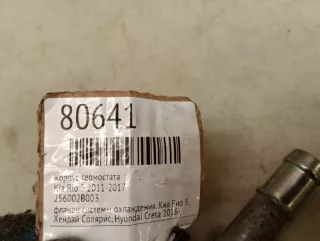 80641
Корпус термостата
Kia Rio 3 2011-2017
256002B003
фланец системы охлаждения. Киа Рио 3,
Хендай Солярис, Hyundai Creta 2016-